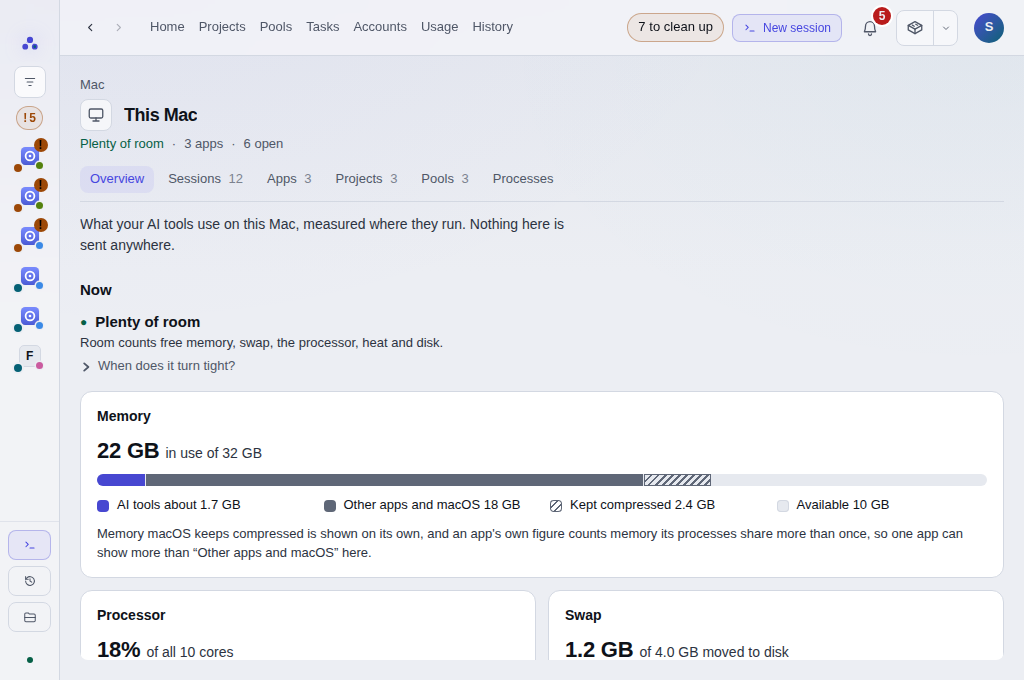 Home Projects Pools Tasks Accounts Usage History
7 to clean up
New session
5
S
! 5
!
!
!
F
Mac
This Mac
Plenty of room · 3 apps · 6 open
Overview Sessions 12 Apps 3 Projects 3 Pools 3 Processes
What your AI tools use on this Mac, measured where they run. Nothing here is
sent anywhere.
Now
Plenty of room
Room counts free memory, swap, the processor, heat and disk.
When does it turn tight?
Memory
22 GB in use of 32 GB
AI tools about 1.7 GB Other apps and macOS 18 GB Kept compressed 2.4 GB Available 10 GB
Memory macOS keeps compressed is shown on its own, and an app's own figure counts memory its processes share more than once, so one app can
show more than “Other apps and macOS” here.
Processor
18% of all 10 cores
Swap
1.2 GB of 4.0 GB moved to disk